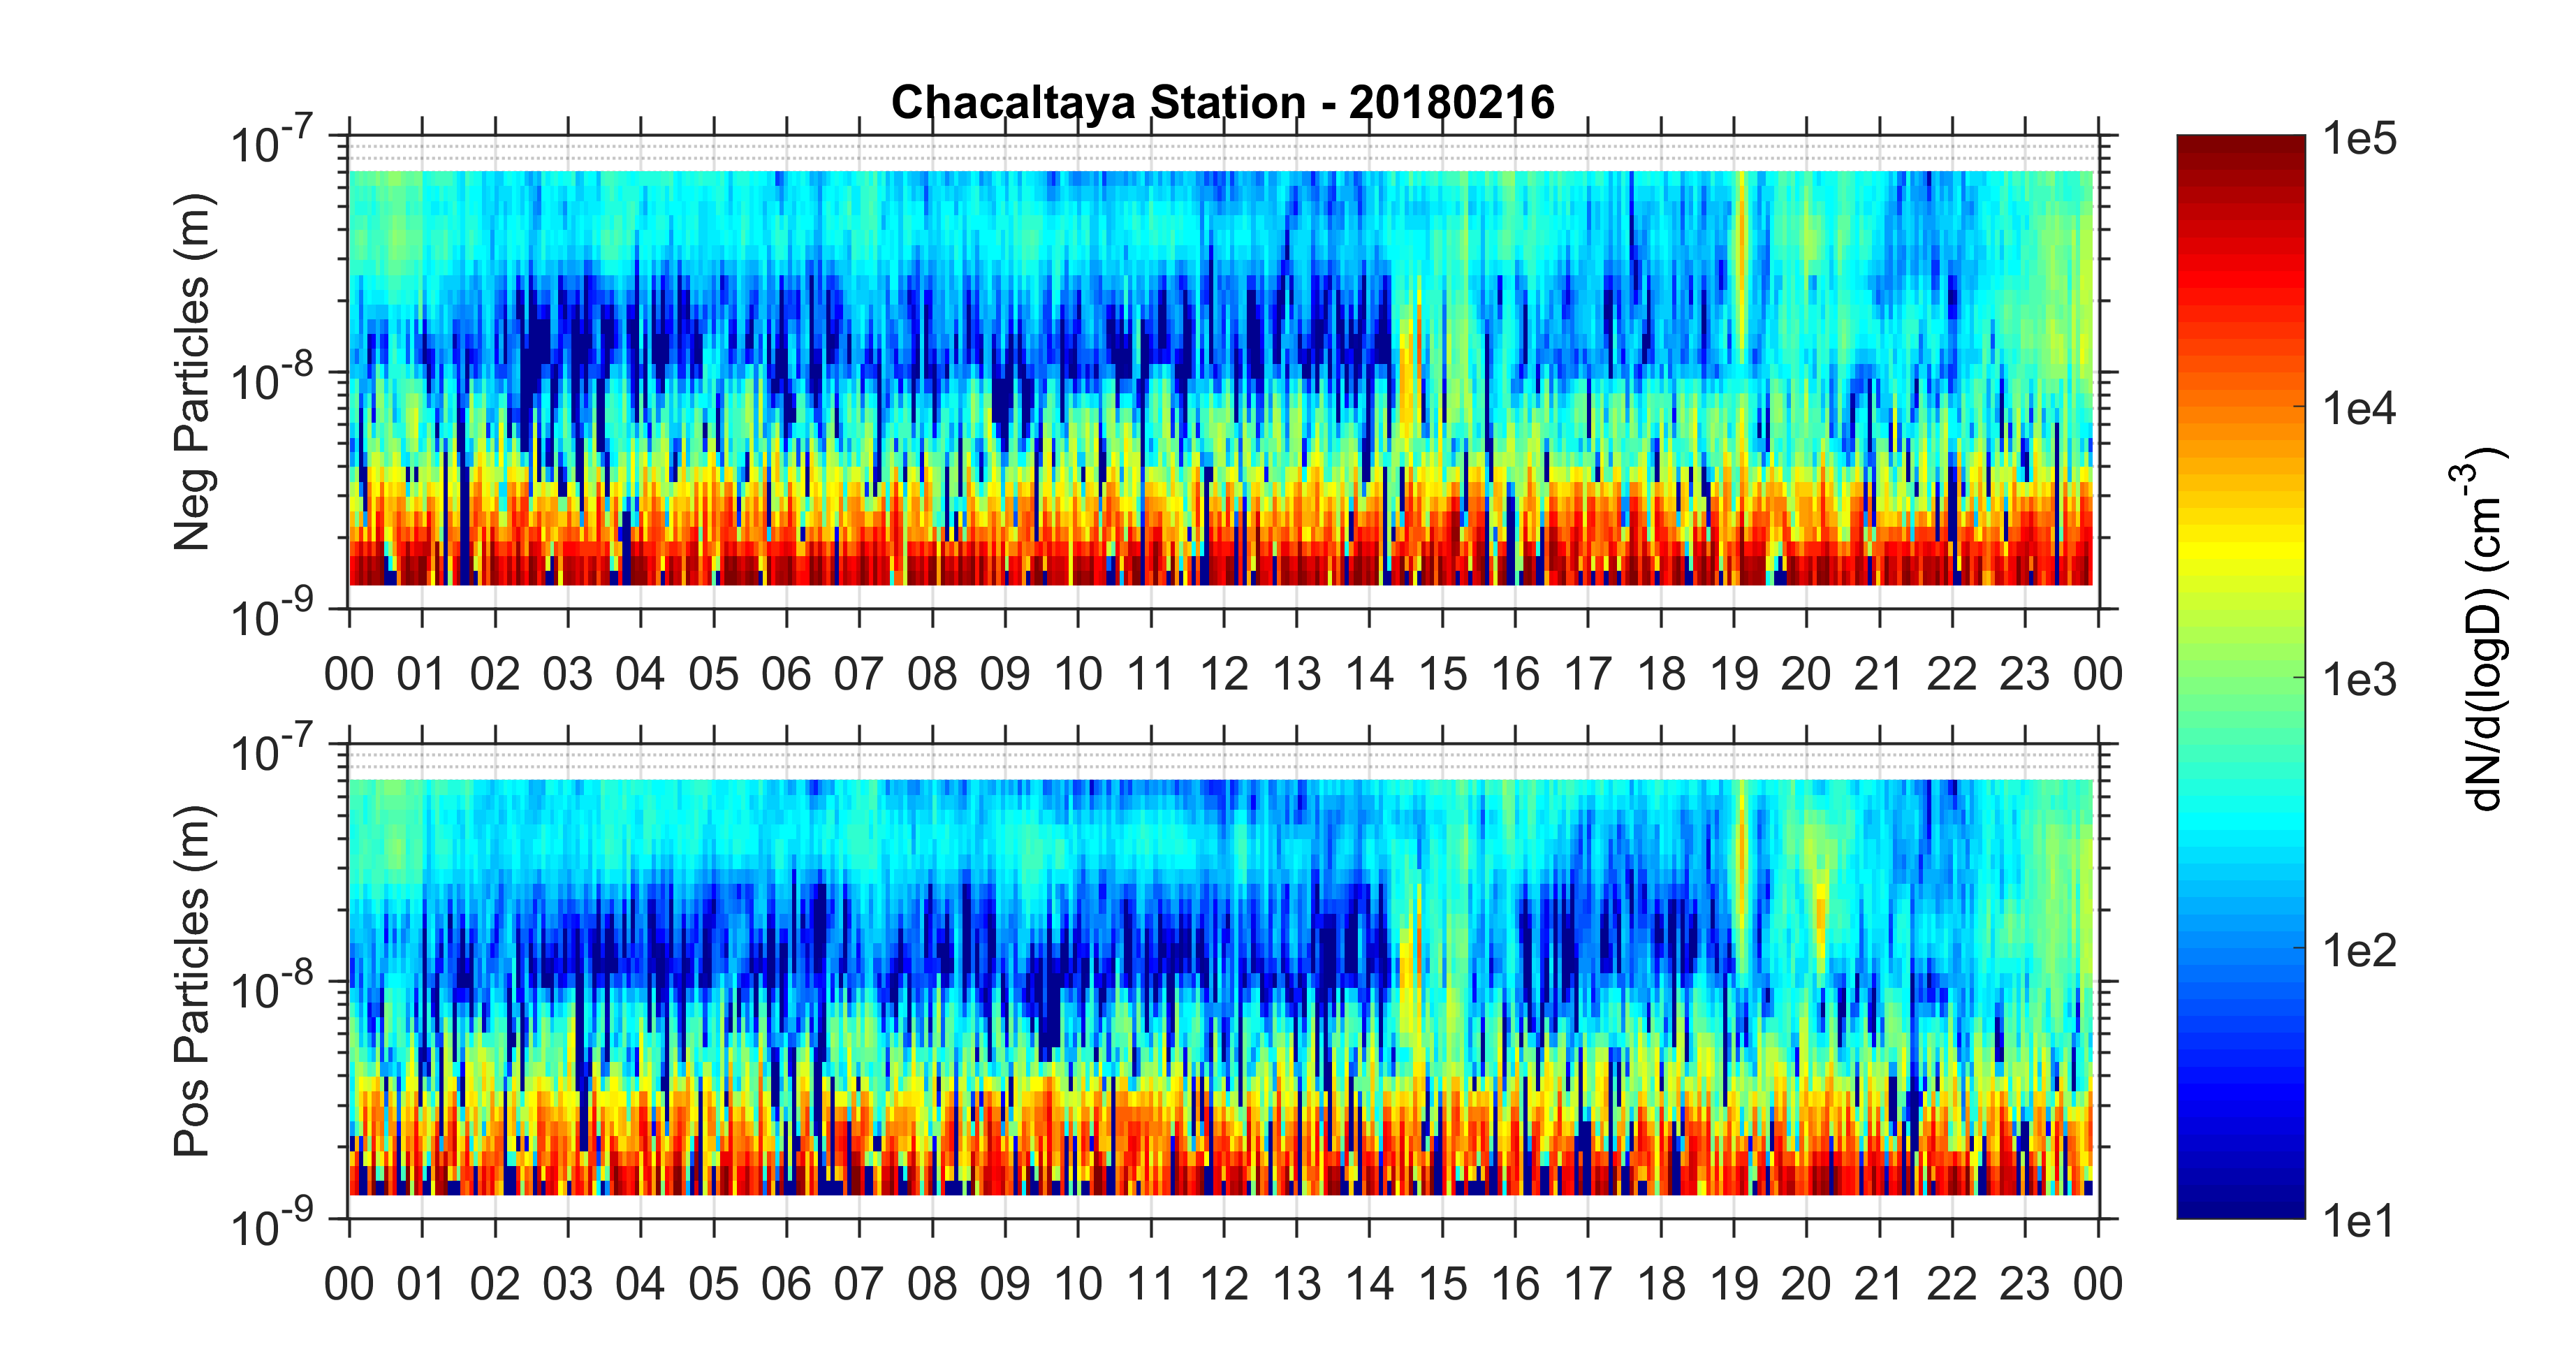 Chacaltaya Station - 20180216
Neg Particles (m)
10-7
10-8
10-9
00 01 02 03 04 05 06 07 08 09 10 11 12 13 14 15 16 17 18 19 20 21 22 23 00
Pos Particles (m)
10-7
10-8
10-9
00 01 02 03 04 05 06 07 08 09 10 11 12 13 14 15 16 17 18 19 20 21 22 23 00
1e5
1e4
1e3
1e2
1e1
dN/d(logD) (cm-3)